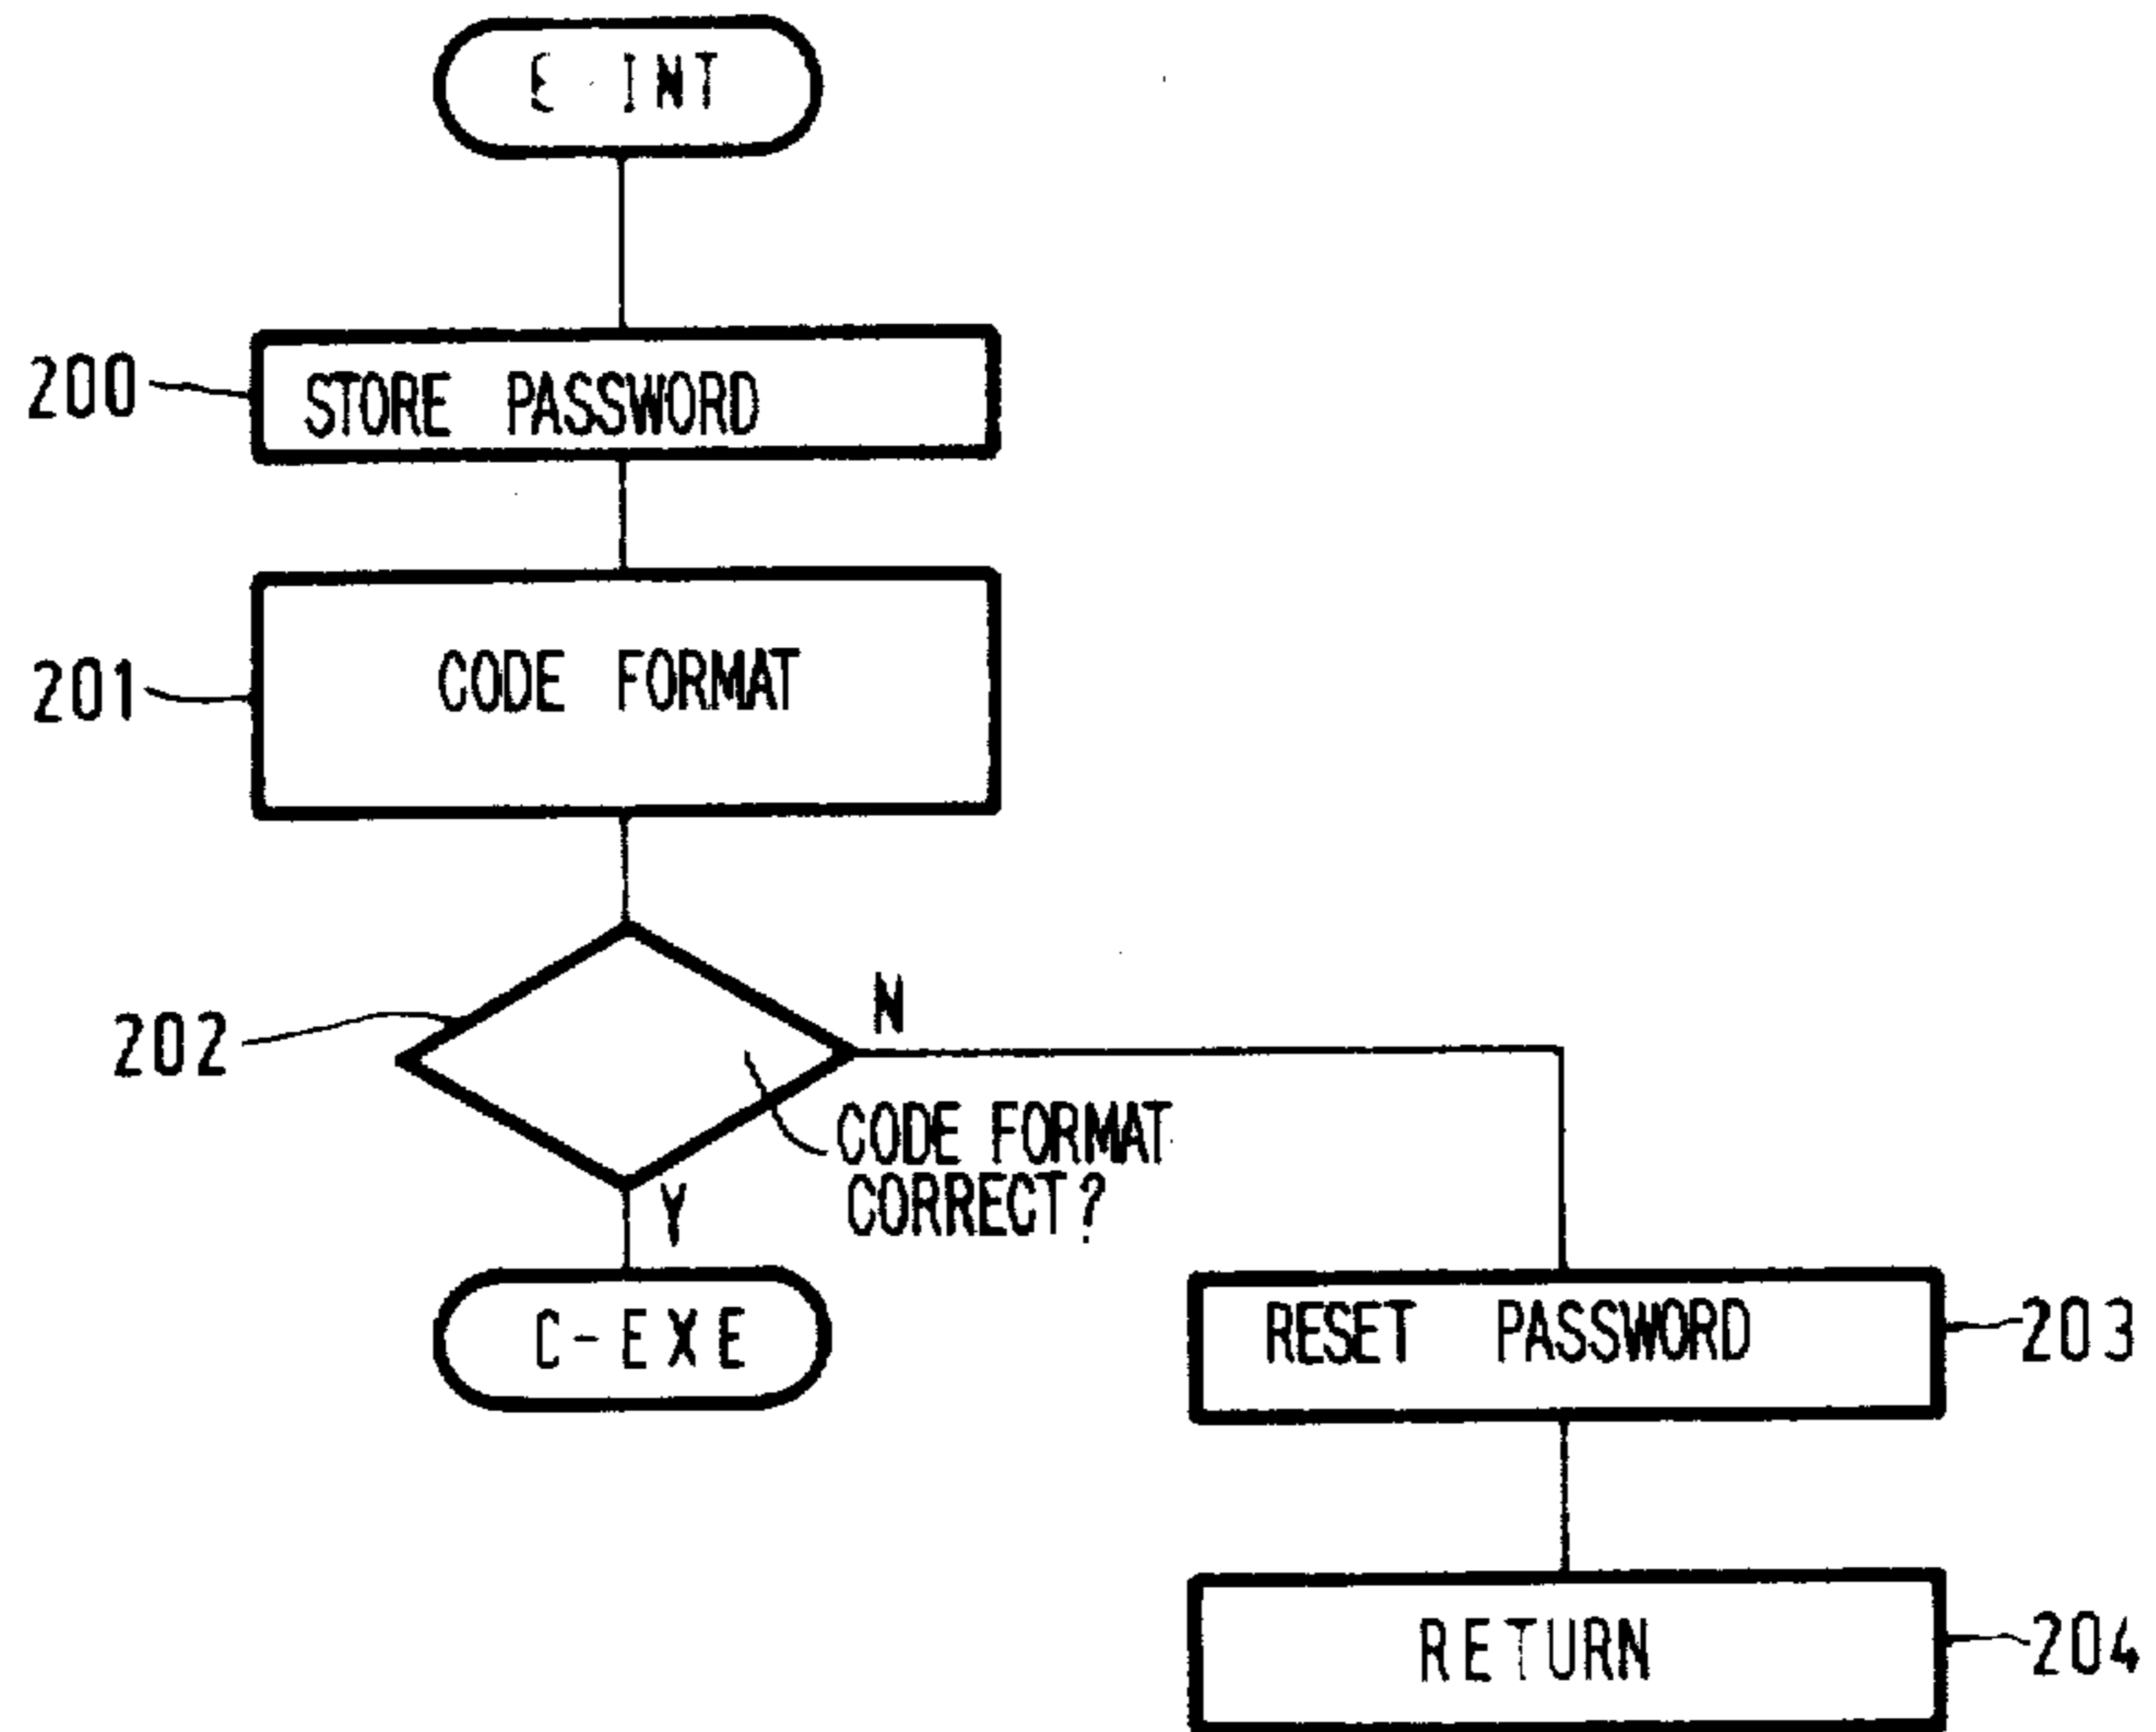 E INT
200
STORE PASSWORD
201
CODE FORMAT
202
N
CODE FORMAT
CORRECT?
Y
C-EXE
RESET PASSWORD
203
RETURN
204